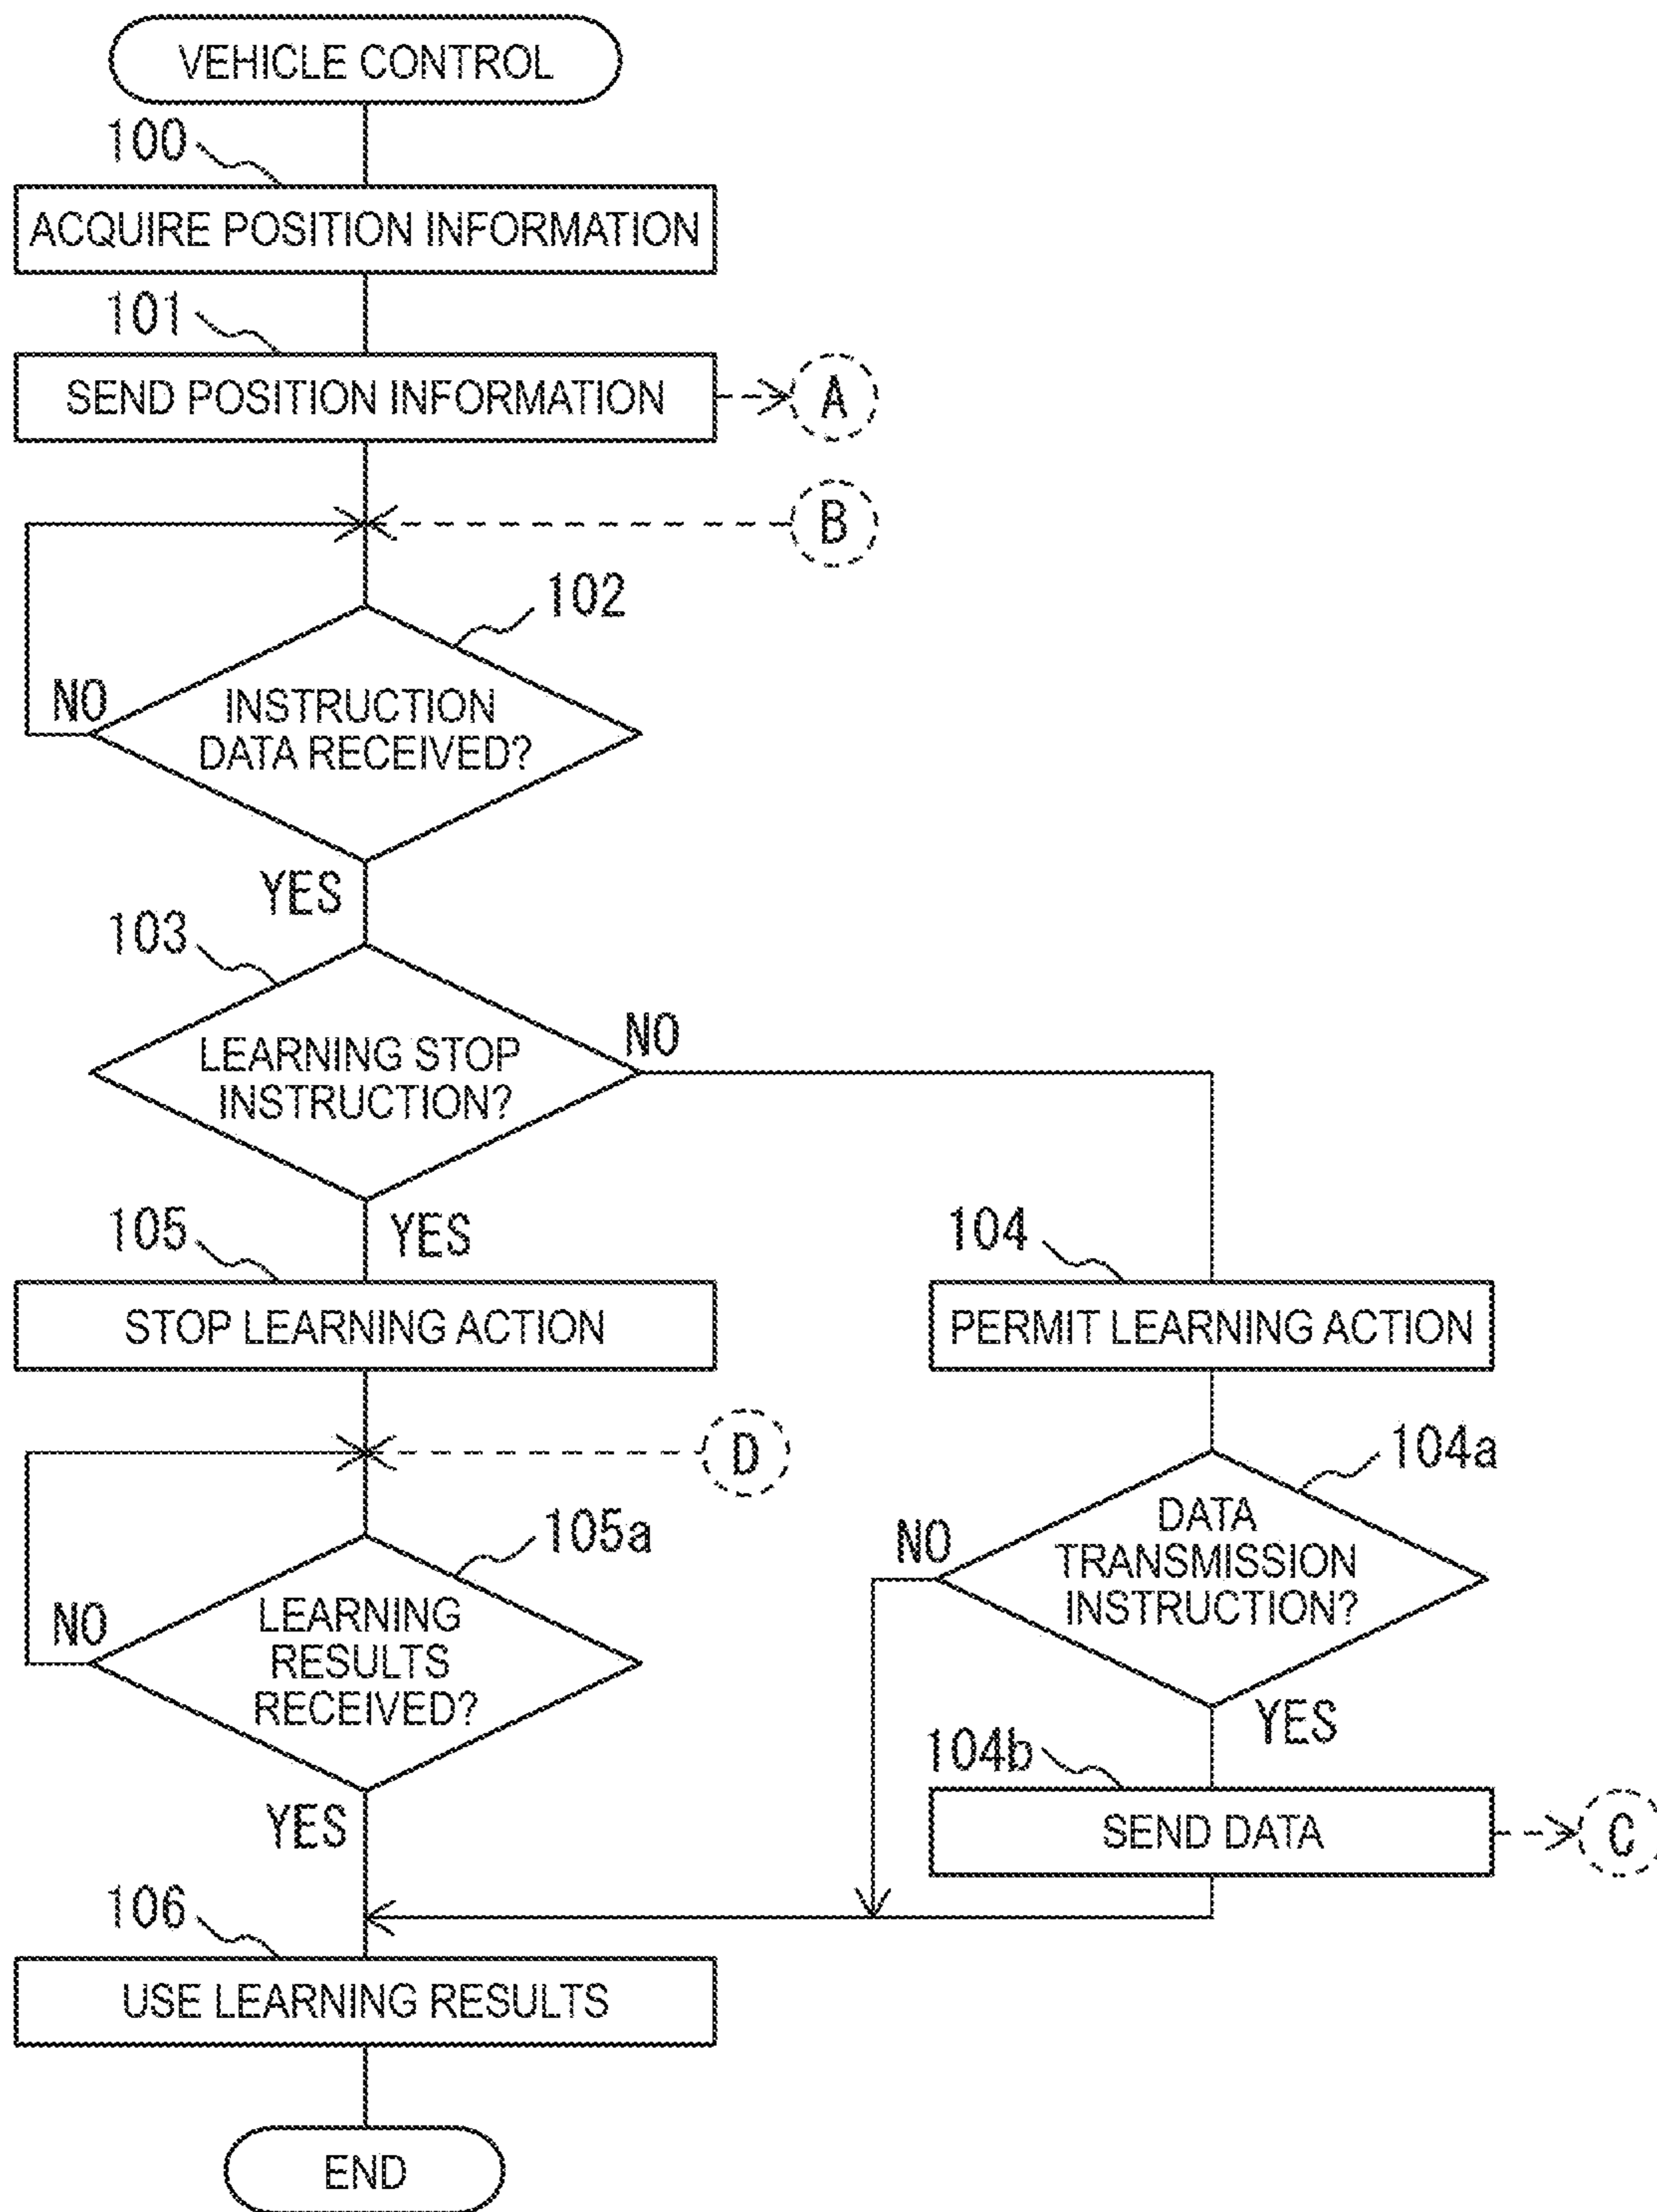 VEHICLE CONTROL
100
ACQUIRE POSITION INFORMATION
101
SEND POSITION INFORMATION
A
B
102
NO
INSTRUCTION
DATA RECEIVED?
YES
103
NO
LEARNING STOP
INSTRUCTION?
YES
105
STOP LEARNING ACTION
104
PERMIT LEARNING ACTION
D
105a
NO
LEARNING
RESULTS
RECEIVED?
YES
104a
NO
DATA
TRANSMISSION
INSTRUCTION?
YES
104b
SEND DATA
C
106
USE LEARNING RESULTS
END